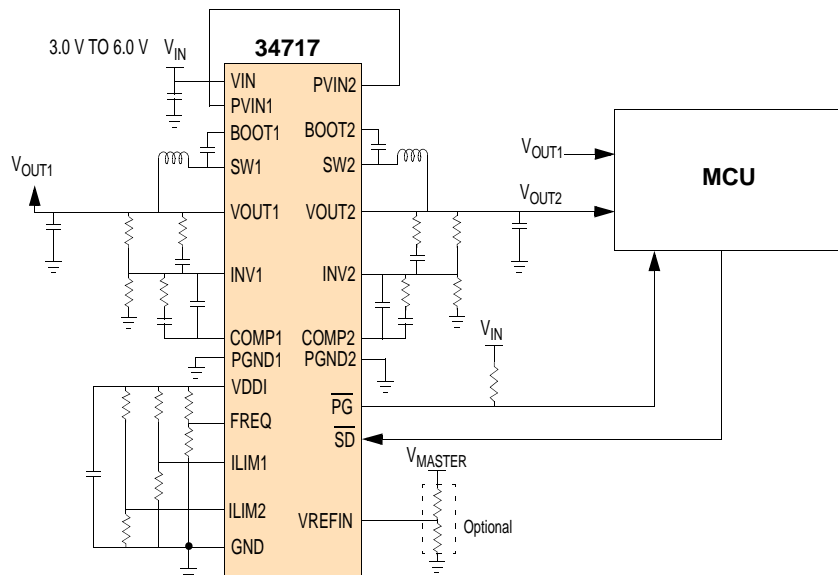 3.0 V TO 6.0 V VIN
34717
VIN
PVIN1
BOOT1
SW1
VOUT1
INV1
COMP1
PGND1
VDDI
FREQ
ILIM1
ILIM2
GND
PVIN2
BOOT2
SW2
VOUT2
INV2
COMP2
PGND2
PG
SD
VREFIN
VOUT1
VOUT1
VOUT2
MCU
VIN
VMASTER
Optional